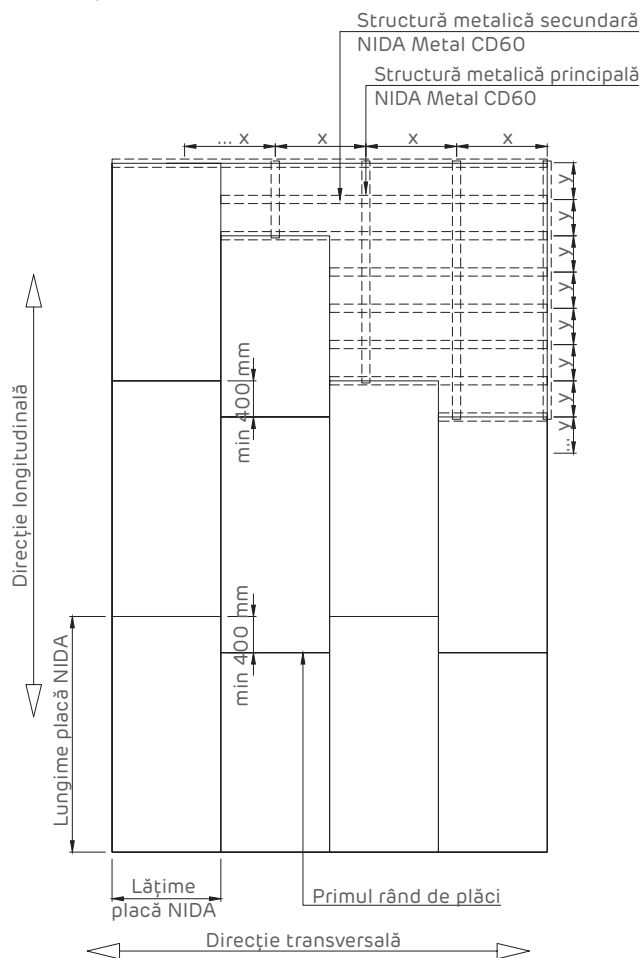 Structură metalică secundară
NIDA Metal CD60
Structură metalică principală
NIDA Metal CD60
... x
x
x
x
y
y
y
y
y
y
y
y ...
Direcție longitudinală
min 400 mm
min 400 mm
Lungime placă NIDA
Lățime
placă NIDA
Primul rând de plăci
Direcție transversală